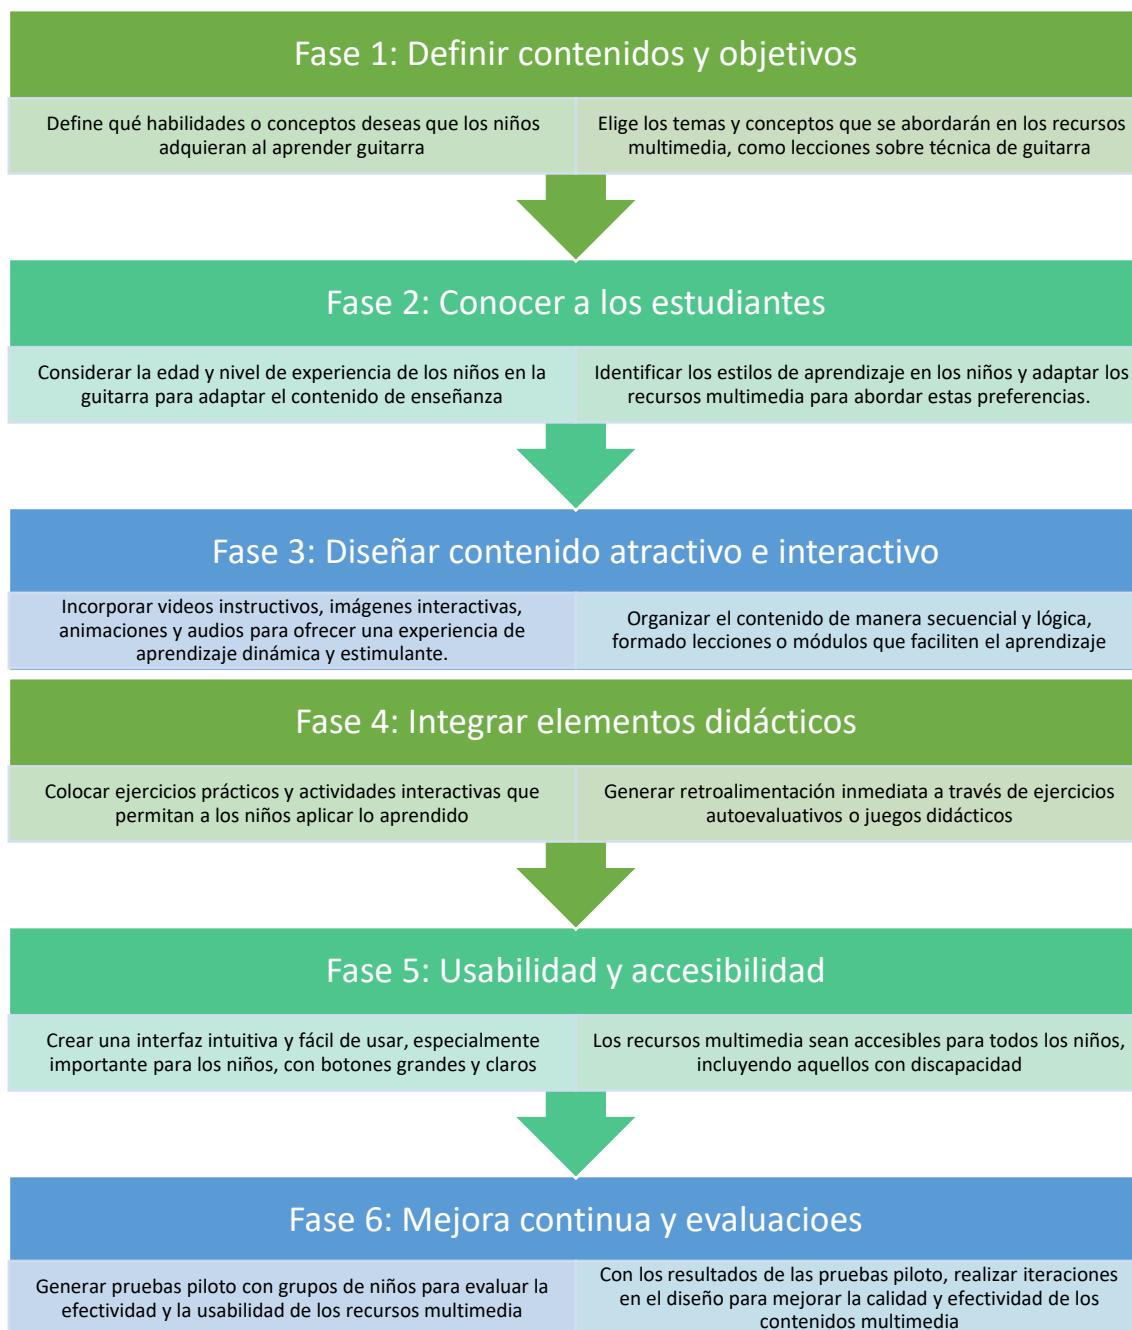 Fase 1: Definir contenidos y objetivos
Define qué habilidades o conceptos deseas que los niños
adquieran al aprender guitarra
Elige los temas y conceptos que se abordarán en los recursos
multimedia, como lecciones sobre técnica de guitarra
Fase 2: Conocer a los estudiantes
Considerar la edad y nivel de experiencia de los niños en la
guitarra para adaptar el contenido de enseñanza
Identificar los estilos de aprendizaje en los niños y adaptar los
recursos multimedia para abordar estas preferencias.
Fase 3: Diseñar contenido atractivo e interactivo
Incorporar videos instructivos, imágenes interactivas,
animaciones y audios para ofrecer una experiencia de
aprendizaje dinámica y estimulante.
Organizar el contenido de manera secuencial y lógica,
formado lecciones o módulos que faciliten el aprendizaje
Fase 4: Integrar elementos didácticos
Colocar ejercicios prácticos y actividades interactivas que
permitan a los niños aplicar lo aprendido
Generar retroalimentación inmediata a través de ejercicios
autoevaluativos o juegos didácticos
Fase 5: Usabilidad y accesibilidad
Crear una interfaz intuitiva y fácil de usar, especialmente
importante para los niños, con botones grandes y claros
Los recursos multimedia sean accesibles para todos los niños,
incluyendo aquellos con discapacidad
Fase 6: Mejora continua y evaluacioes
Generar pruebas piloto con grupos de niños para evaluar la
efectividad y la usabilidad de los recursos multimedia
Con los resultados de las pruebas piloto, realizar iteraciones
en el diseño para mejorar la calidad y efectividad de los
contenidos multimedia